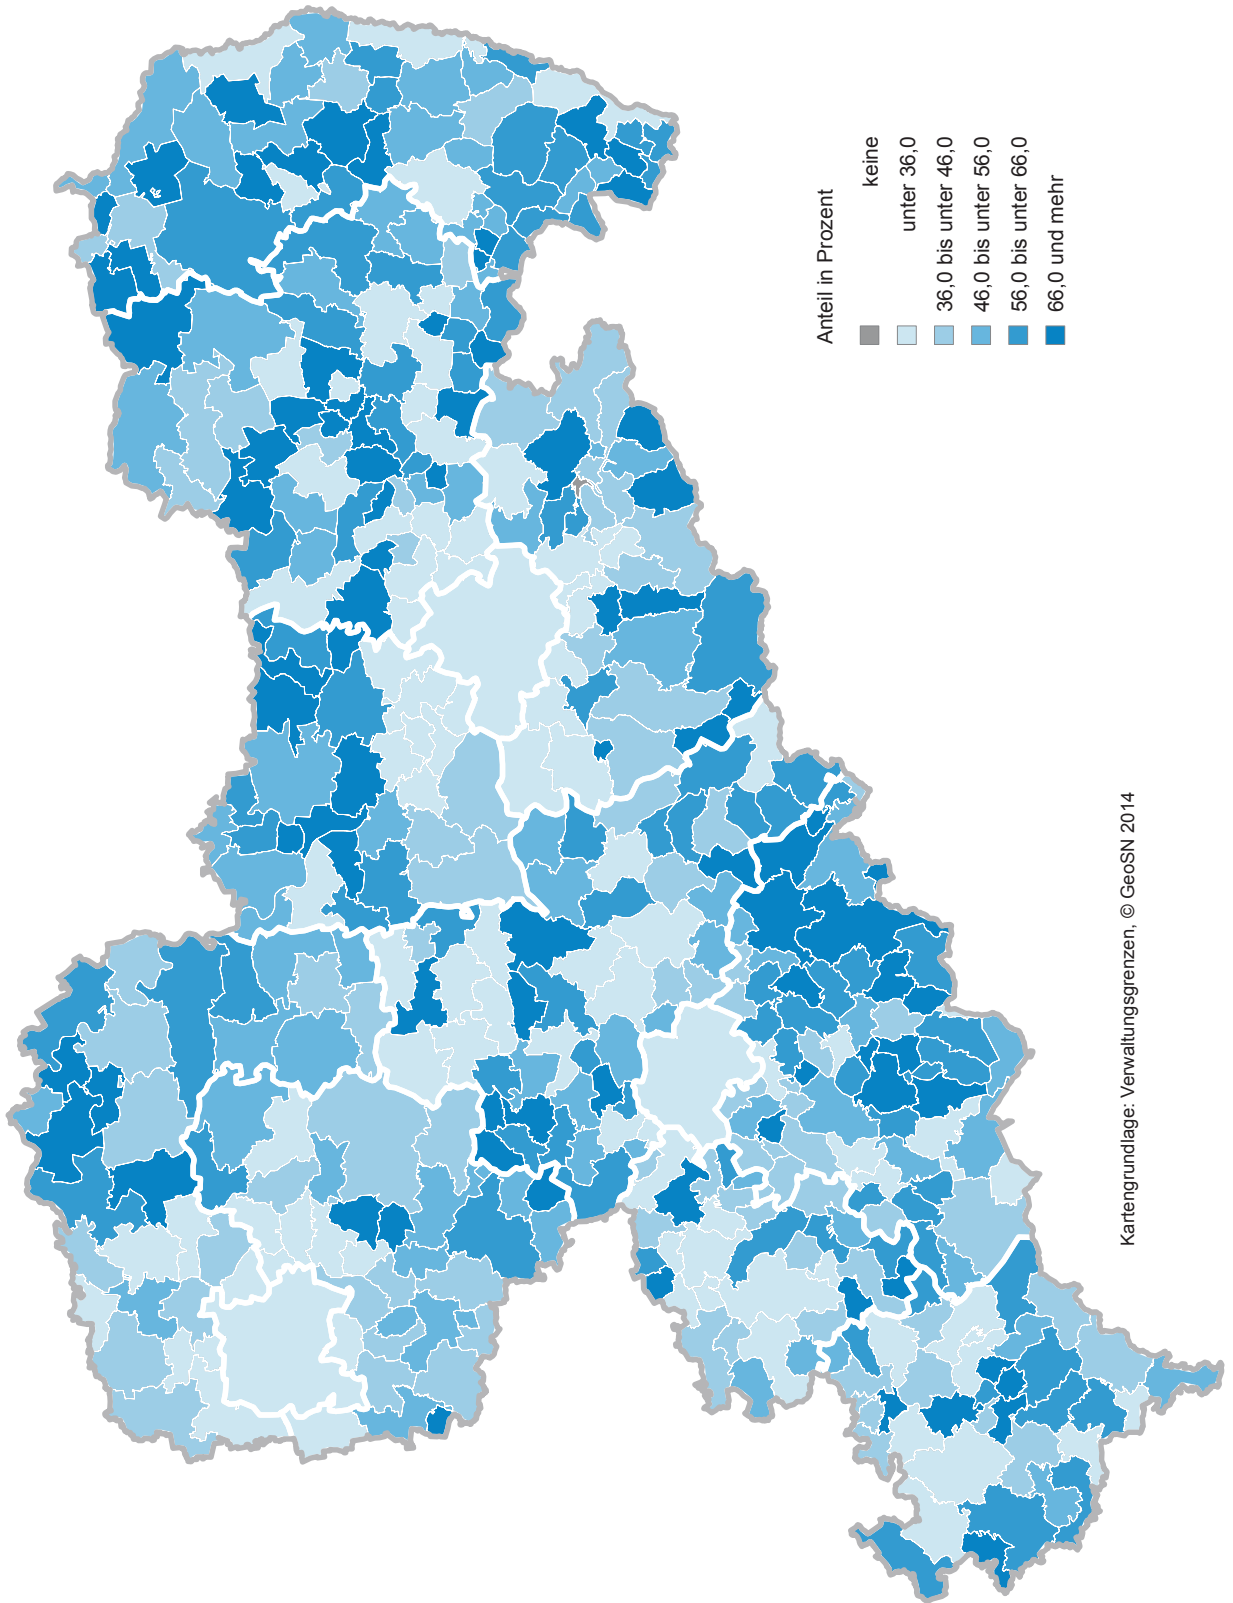 Anteil in Prozent
keine
unter 36,0
36,0 bis unter 46,0
46,0 bis unter 56,0
56,0 bis unter 66,0
66,0 und mehr
Kartengrundlage: Verwaltungsgrenzen, © GeoSN 2014